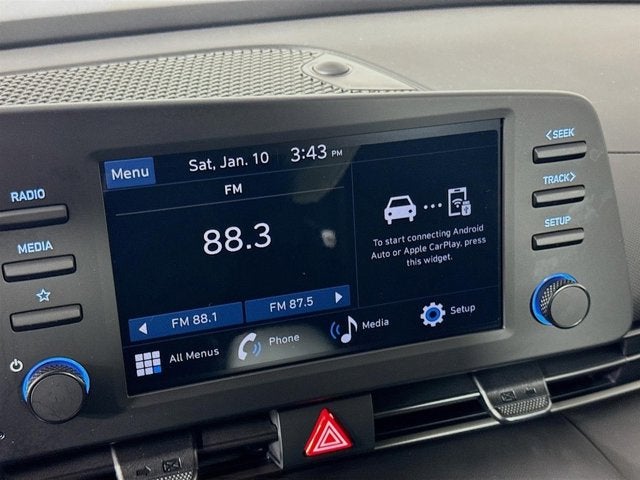 RADIO
MEDIA
Menu
Sat, Jan. 10
3:43 PM
FM
88.3
FM 88.1
FM 87.5
To start connecting Android
Auto or Apple CarPlay, press
this widget.
All Menus
Phone
Media
Setup
<SEEK
TRACK>
SETUP